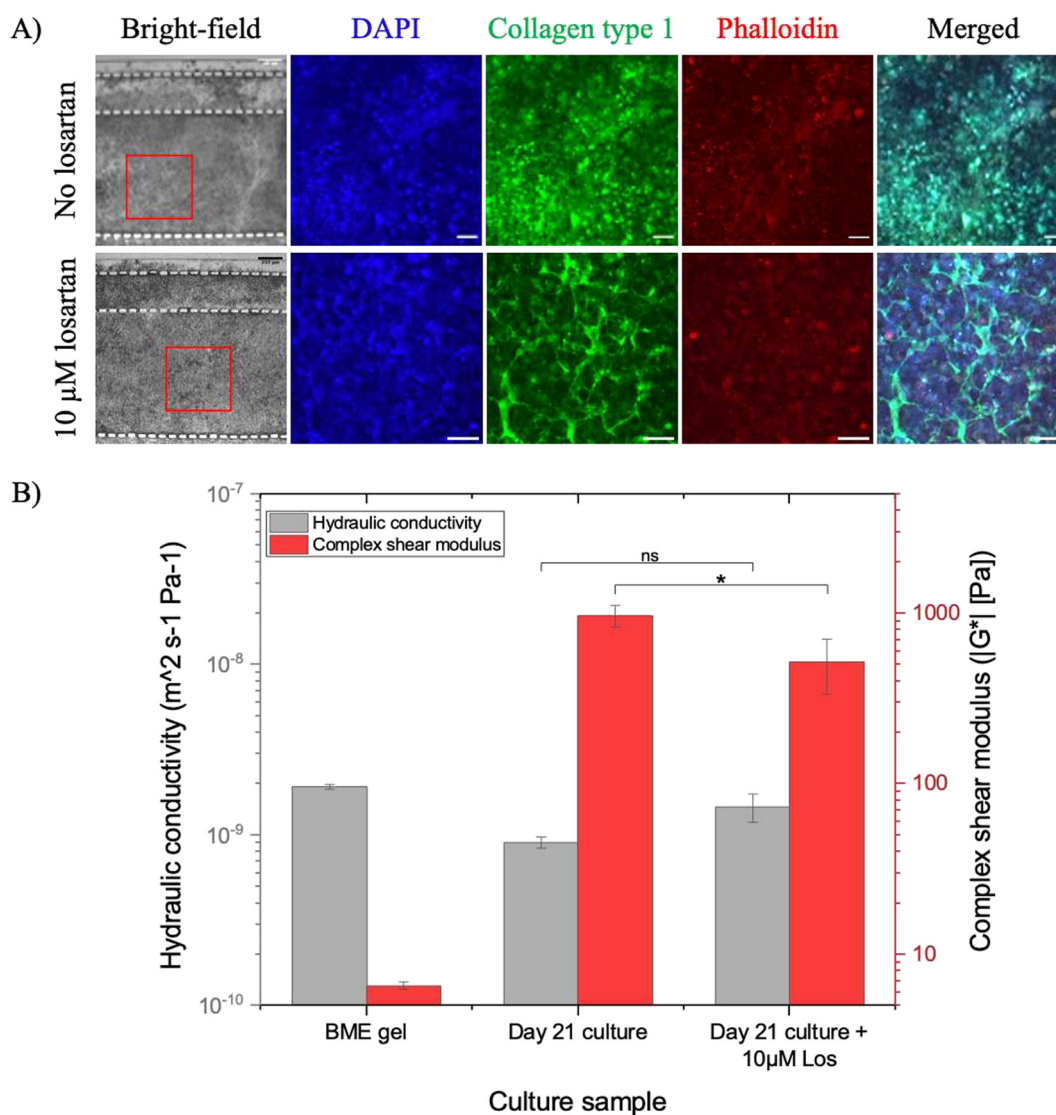 A)
Bright-field
DAPI
Collagen type 1
Phalloidin
Merged
No losartan
10 µM losartan
B)
Hydraulic conductivity
Complex shear modulus
ns
*
10-7
10-8
10-9
10-10
1000
100
10
Hydraulic conductivity (m^2 s-1 Pa-1)
Complex shear modulus (|G*| [Pa)
BME gel
Day 21 culture
Day 21 culture +
10µM Los
Culture sample